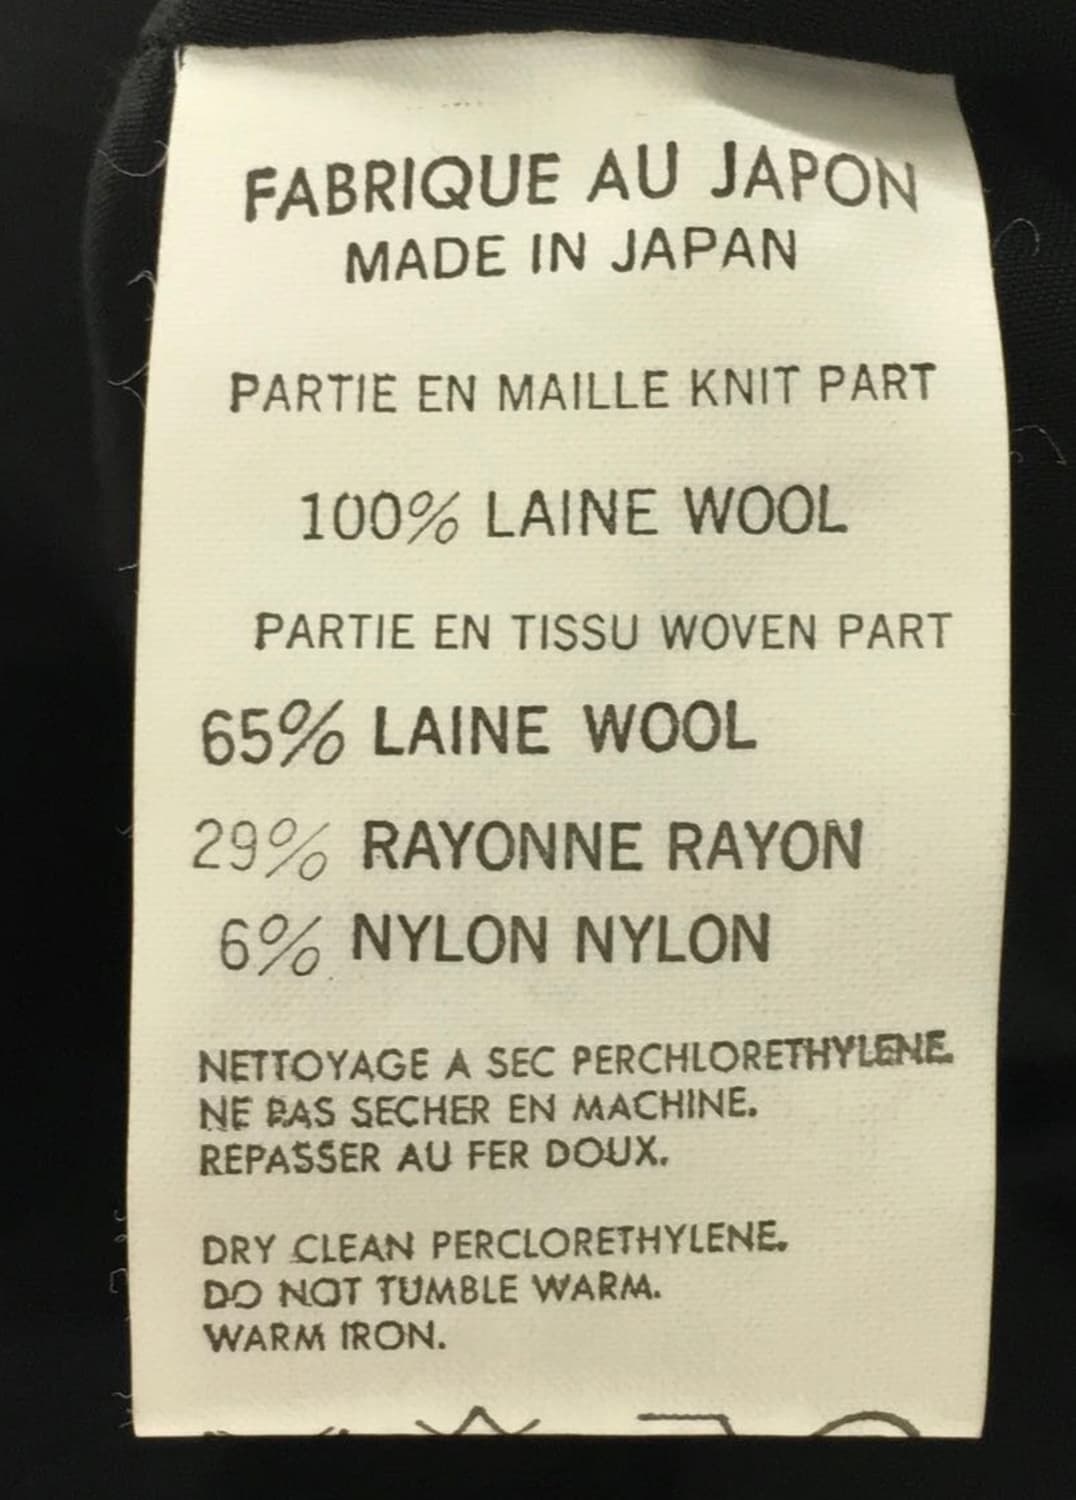 FABRIQUE AU JAPON
MADE IN JAPAN
PARTIE EN MAILLE KNIT PART
100% LAINE WOOL
PARTIE EN TISSU WOVEN PART
65% LAINE WOOL
29% RAYONNE RAYON
6% NYLON NYLON
NETTOYAGE A SEC PERCHLORETHYLENE.
NE PAS SECHER EN MACHINE.
REPASSER AU FER DOUX.
DRY CLEAN PERCLORETHYLENE.
DO NOT TUMBLE WARM.
WARM IRON.